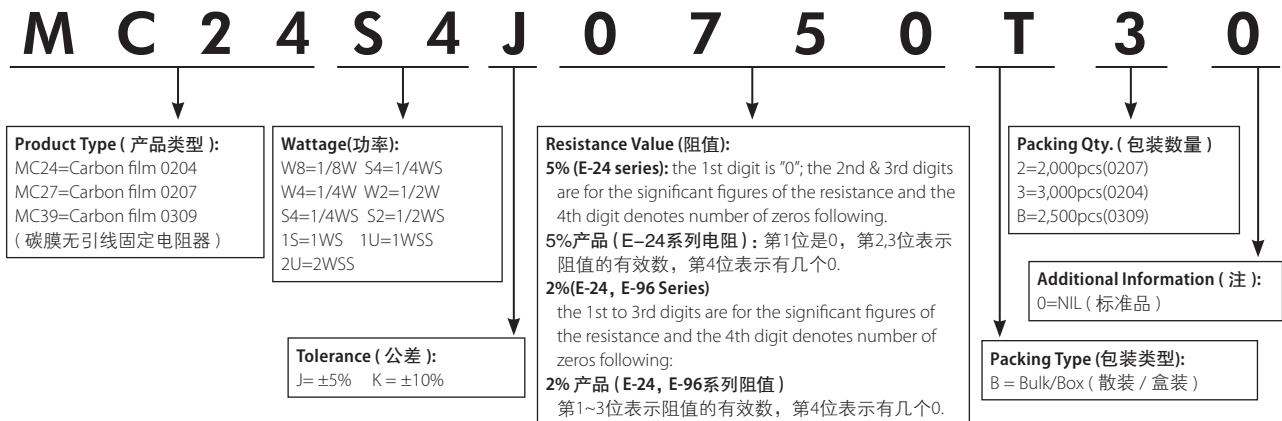 MC24S4J0750T30
Product Type ( 产品类型 ):
MC24=Carbon film 0204
MC27=Carbon film 0207
MC39=Carbon film 0309
( 碳膜无引线固定电阻器 )
Wattage(功率):
W8=1/8W S4=1/4WS
W4=1/4W W2=1/2W
S4=1/4WS S2=1/2WS
1S=1WS 1U=1WSS
2U=2WSS
Tolerance ( 公差 ):
J= ±5% K = ±10%
Resistance Value (阻值):
5% (E-24 series): the 1st digit is "0"; the 2nd & 3rd digits
are for the significant figures of the resistance and the
4th digit denotes number of zeros following.
5%产品 ( E–24系列电阻 ) : 第1位是0，第2,3位表示
阻值的有效数，第4位表示有几个0.
2%(E-24, E-96 Series)
the 1st to 3rd digits are for the significant figures of
the resistance and the 4th digit denotes number of
zeros following:
2% 产品 ( E-24, E-96系列阻值 )
第1~3位表示阻值的有效数，第4位表示有几个0.
Packing Qty. ( 包装数量 )
2=2,000pcs(0207)
3=3,000pcs(0204)
B=2,500pcs(0309)
Additional Information ( 注 ):
0=NIL ( 标准品 )
Packing Type (包装类型):
B = Bulk/Box ( 散装 / 盒装 )